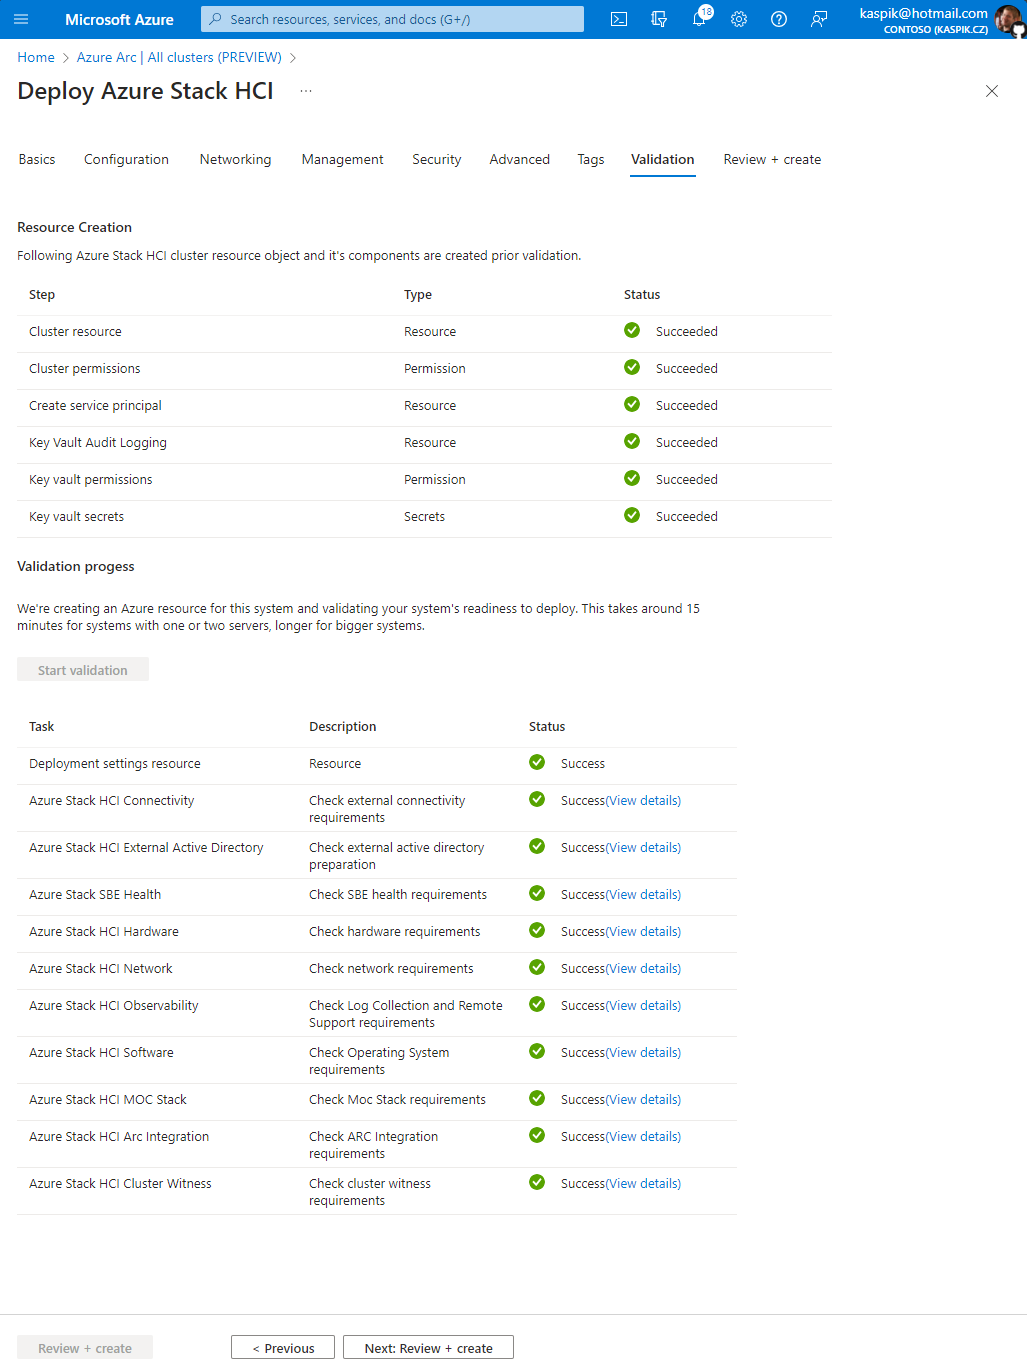 Microsoft Azure
Search resources, services, and docs (G+/)
18
kaspik@hotmail.com
CONTOSO (KASPIK.CZ)
Home > Azure Arc | All clusters (PREVIEW) >
Deploy Azure Stack HCI ...
Basics Configuration Networking Management Security Advanced Tags Validation Review + create
Resource Creation
Following Azure Stack HCI cluster resource object and it's components are created prior validation.
Step Type Status
Cluster resource Resource Succeeded
Cluster permissions Permission Succeeded
Create service principal Resource Succeeded
Key Vault Audit Logging Resource Succeeded
Key vault permissions Permission Succeeded
Key vault secrets Secrets Succeeded
Validation progess
We're creating an Azure resource for this system and validating your system's readiness to deploy. This takes around 15
minutes for systems with one or two servers, longer for bigger systems.
Start validation
Task Description Status
Deployment settings resource Resource Success
Azure Stack HCI Connectivity Check external connectivity Success(View details)
requirements
Azure Stack HCI External Active Directory Check external active directory Success(View details)
preparation
Azure Stack SBE Health Check SBE health requirements Success(View details)
Azure Stack HCI Hardware Check hardware requirements Success(View details)
Azure Stack HCI Network Check network requirements Success(View details)
Azure Stack HCI Observability Check Log Collection and Remote Success(View details)
Support requirements
Azure Stack HCI Software Check Operating System Success(View details)
requirements
Azure Stack HCI MOC Stack Check Moc Stack requirements Success(View details)
Azure Stack HCI Arc Integration Check ARC Integration Success(View details)
requirements
Azure Stack HCI Cluster Witness Check cluster witness Success(View details)
requirements
Review + create < Previous Next: Review + create